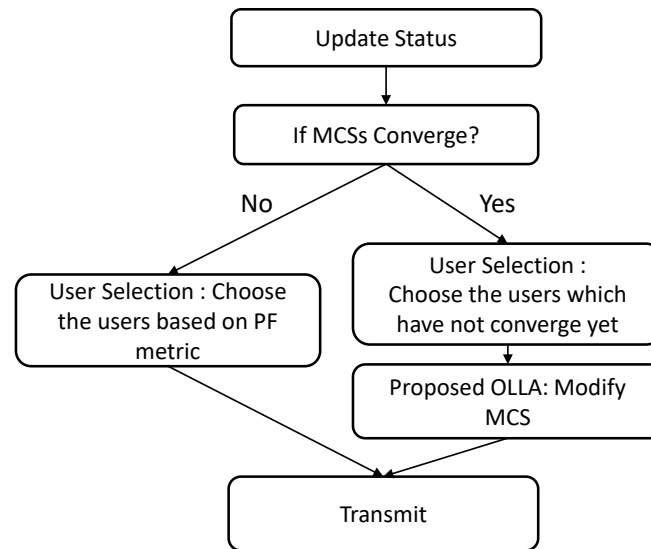 Update Status
If MCSs Converge?
No
Yes
User Selection : Choose
the users based on PF
metric
User Selection :
Choose the users which
have not converge yet
Proposed OLLA: Modify
MCS
Transmit